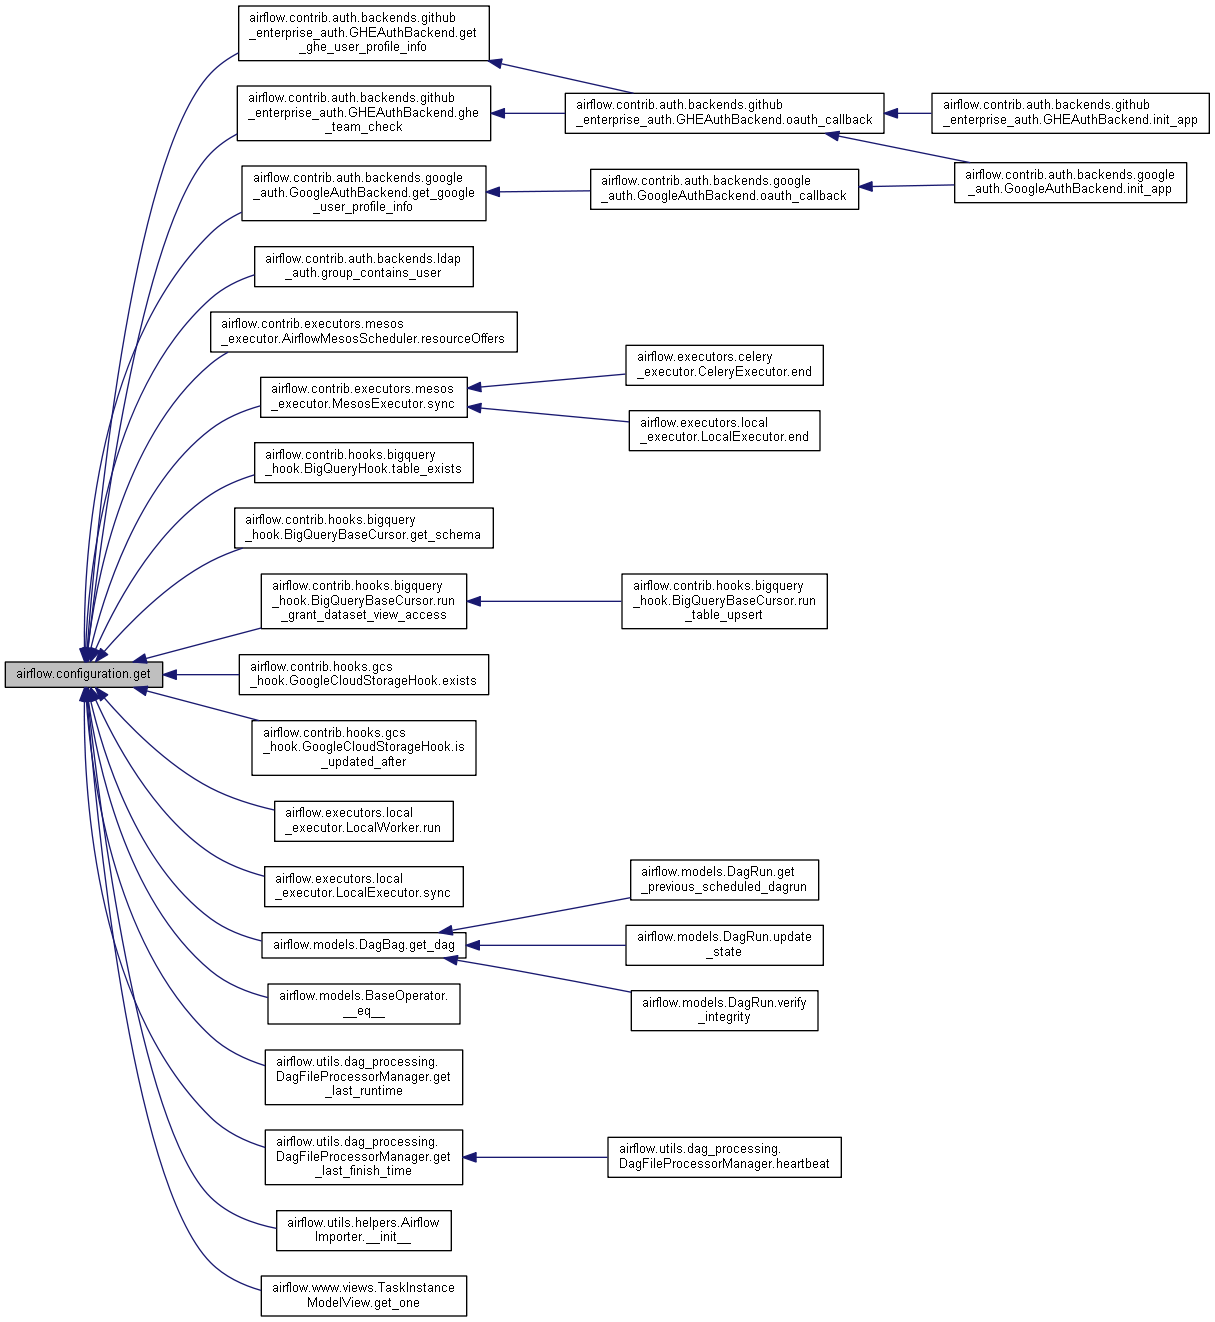 airflow.contrib.auth.backends.github
_enterprise_auth.GHEAuthBackend.get
_ghe_user_profile_info
airflow.contrib.auth.backends.github
_enterprise_auth.GHEAuthBackend.ghe
_team_check
airflow.contrib.auth.backends.github
_enterprise_auth.GHEAuthBackend.oauth_callback
airflow.contrib.auth.backends.github
_enterprise_auth.GHEAuthBackend.init_app
airflow.contrib.auth.backends.google
_auth.GoogleAuthBackend.get_google
_user_profile_info
airflow.contrib.auth.backends.google
_auth.GoogleAuthBackend.oauth_callback
airflow.contrib.auth.backends.google
_auth.GoogleAuthBackend.init_app
airflow.contrib.auth.backends.ldap
_auth.group_contains_user
airflow.contrib.executors.mesos
_executor.AirflowMesosScheduler.resourceOffers
airflow.contrib.executors.mesos
_executor.MesosExecutor.sync
airflow.executors.celery
_executor.CeleryExecutor.end
airflow.executors.local
_executor.LocalExecutor.end
airflow.contrib.hooks.bigquery
_hook.BigQueryHook.table_exists
airflow.contrib.hooks.bigquery
_hook.BigQueryBaseCursor.get_schema
airflow.contrib.hooks.bigquery
_hook.BigQueryBaseCursor.run
_grant_dataset_view_access
airflow.contrib.hooks.bigquery
_hook.BigQueryBaseCursor.run
_table_upsert
airflow.configuration.get
airflow.contrib.hooks.gcs
_hook.GoogleCloudStorageHook.exists
airflow.contrib.hooks.gcs
_hook.GoogleCloudStorageHook.is
_updated_after
airflow.executors.local
_executor.LocalWorker.run
airflow.executors.local
_executor.LocalExecutor.sync
airflow.models.DagBag.get_dag
airflow.models.DagRun.get
_previous_scheduled_dagrun
airflow.models.DagRun.update
_state
airflow.models.DagRun.verify
_integrity
airflow.models.BaseOperator.
__eq__
airflow.utils.dag_processing.
DagFileProcessorManager.get
_last_runtime
airflow.utils.dag_processing.
DagFileProcessorManager.get
_last_finish_time
airflow.utils.dag_processing.
DagFileProcessorManager.heartbeat
airflow.utils.helpers.Airflow
Importer.__init__
airflow.www.views.TaskInstance
ModelView.get_one